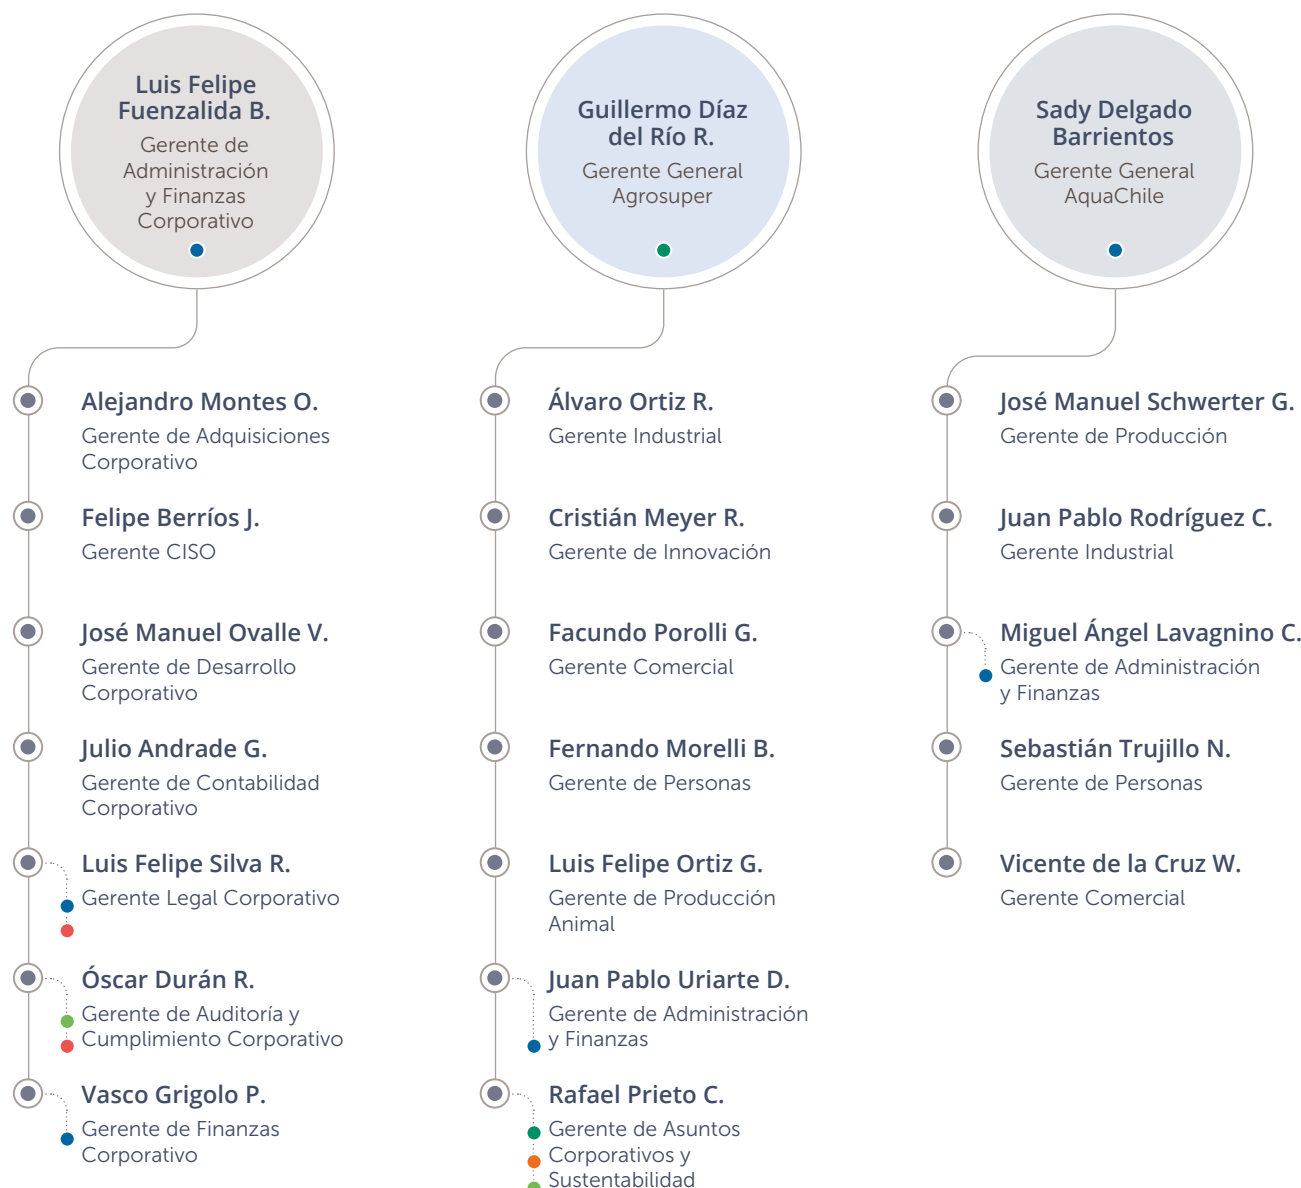 Luis Felipe
Fuenzalida B.
Gerente de
Administración
y Finanzas
Corporativo
Alejandro Montes O.
Gerente de Adquisiciones
Corporativo
Felipe Berríos J.
Gerente CISO
José Manuel Ovalle V.
Gerente de Desarrollo
Corporativo
Julio Andrade G.
Gerente de Contabilidad
Corporativo
Luis Felipe Silva R.
Gerente Legal Corporativo
Óscar Durán R.
Gerente de Auditoría y
Cumplimiento Corporativo
Vasco Grigolo P.
Gerente de Finanzas
Corporativo
Guillermo Díaz
del Río R.
Gerente General
Agrosuper
Álvaro Ortiz R.
Gerente Industrial
Cristián Meyer R.
Gerente de Innovación
Facundo Porolli G.
Gerente Comercial
Fernando Morelli B.
Gerente de Personas
Luis Felipe Ortiz G.
Gerente de Producción
Animal
Juan Pablo Uriarte D.
Gerente de Administración
y Finanzas
Rafael Prieto C.
Gerente de Asuntos
Corporativos y
Sustentabilidad
Sady Delgado
Barrientos
Gerente General
AquaChile
José Manuel Schwerter G.
Gerente de Producción
Juan Pablo Rodríguez C.
Gerente Industrial
Miguel Ángel Lavagnino C.
Gerente de Administración
y Finanzas
Sebastián Trujillo N.
Gerente de Personas
Vicente de la Cruz W.
Gerente Comercial